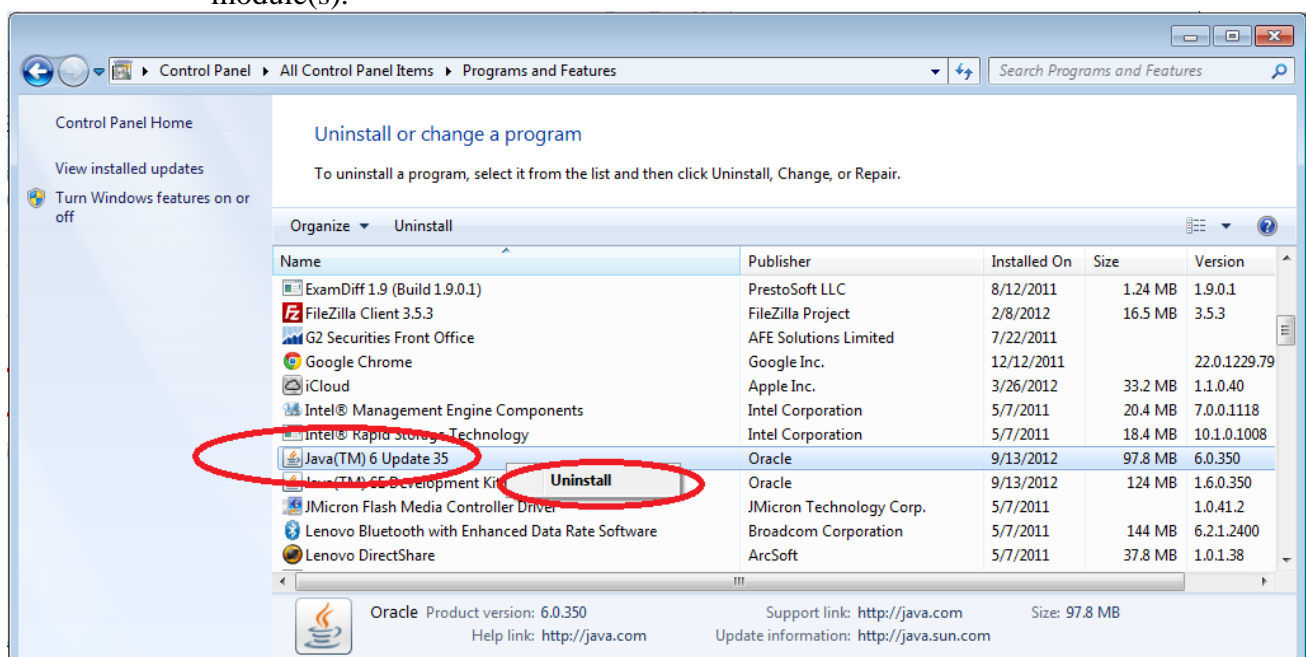 module(s).
Control Panel ▸ All Control Panel Items ▸ Programs and Features
Search Programs and Features
Control Panel Home
View installed updates
Turn Windows features on or
off
Uninstall or change a program
To uninstall a program, select it from the list and then click Uninstall, Change, or Repair.
Organize Uninstall
Name Publisher Installed On Size Version
ExamDiff 1.9 (Build 1.9.0.1) PrestoSoft LLC 8/12/2011 1.24 MB 1.9.0.1
FileZilla Client 3.5.3 FileZilla Project 2/8/2012 16.5 MB 3.5.3
G2 Securities Front Office AFE Solutions Limited 7/22/2011
Google Chrome Google Inc. 12/12/2011 22.0.1229.79
iCloud Apple Inc. 3/26/2012 33.2 MB 1.1.0.40
Intel® Management Engine Components Intel Corporation 5/7/2011 20.4 MB 7.0.0.1118
Intel® Rapid Storage Technology Intel Corporation 5/7/2011 18.4 MB 10.1.0.1008
Java(TM) 6 Update 35 Oracle 9/13/2012 97.8 MB 6.0.350
Java(TM) SE Development Kit Uninstall Oracle 9/13/2012 124 MB 1.6.0.350
JMicron Flash Media Controller Driver JMicron Technology Corp. 5/7/2011 1.0.41.2
Lenovo Bluetooth with Enhanced Data Rate Software Broadcom Corporation 5/7/2011 144 MB 6.2.1.2400
Lenovo DirectShare ArcSoft 5/7/2011 37.8 MB 1.0.1.38
Oracle Product version: 6.0.350 Support link: http://java.com Size: 97.8 MB
Help link: http://java.com Update information: http://java.sun.com